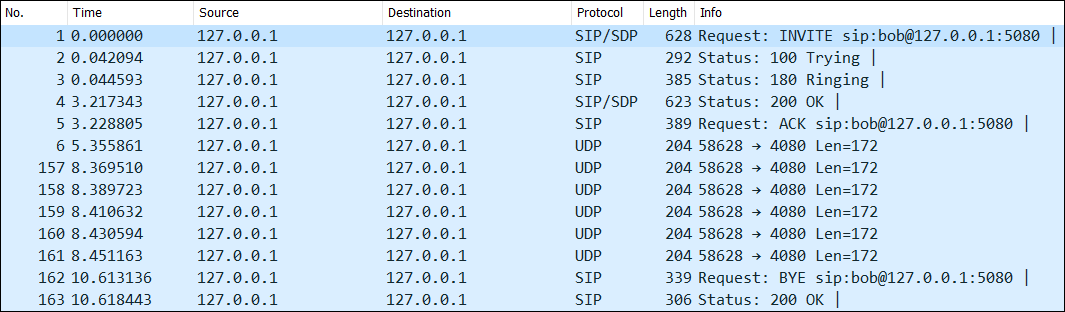 No. Time Source Destination Protocol Length Info
1 0.000000 127.0.0.1 127.0.0.1 SIP/SDP 628 Request: INVITE sip:bob@127.0.0.1:5080 |
2 0.042094 127.0.0.1 127.0.0.1 SIP 292 Status: 100 Trying |
3 0.044593 127.0.0.1 127.0.0.1 SIP 385 Status: 180 Ringing |
4 3.217343 127.0.0.1 127.0.0.1 SIP/SDP 623 Status: 200 OK |
5 3.228805 127.0.0.1 127.0.0.1 SIP 389 Request: ACK sip:bob@127.0.0.1:5080 |
6 5.355861 127.0.0.1 127.0.0.1 UDP 204 58628 → 4080 Len=172
157 8.369510 127.0.0.1 127.0.0.1 UDP 204 58628 → 4080 Len=172
158 8.389723 127.0.0.1 127.0.0.1 UDP 204 58628 → 4080 Len=172
159 8.410632 127.0.0.1 127.0.0.1 UDP 204 58628 → 4080 Len=172
160 8.430594 127.0.0.1 127.0.0.1 UDP 204 58628 → 4080 Len=172
161 8.451163 127.0.0.1 127.0.0.1 UDP 204 58628 → 4080 Len=172
162 10.613136 127.0.0.1 127.0.0.1 SIP 339 Request: BYE sip:bob@127.0.0.1:5080 |
163 10.618443 127.0.0.1 127.0.0.1 SIP 306 Status: 200 OK |